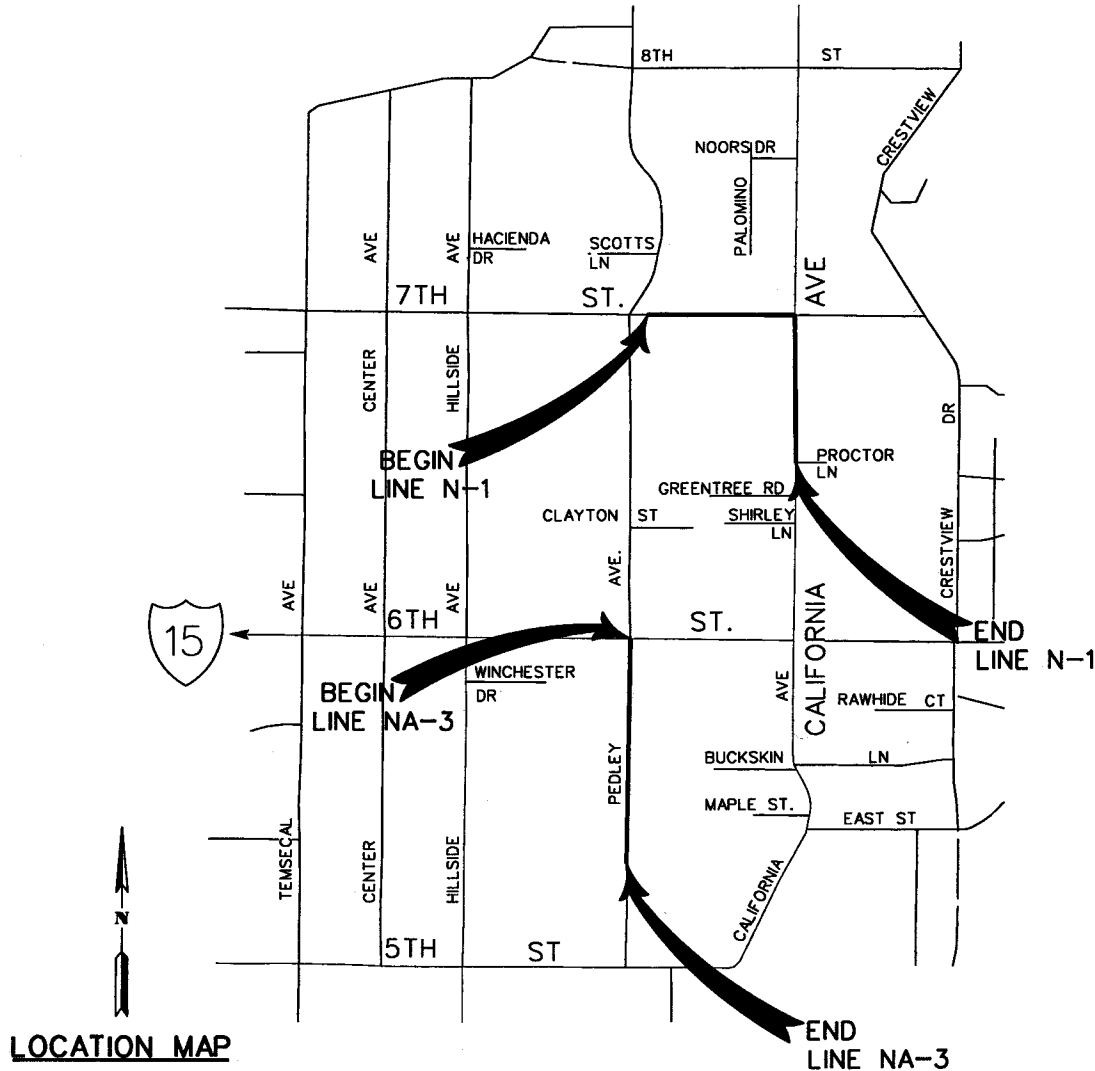 8TH ST
CRESTVIEW
NOORS DR
PALOMINO
AVE
AVE
HACIENDA
DR
SCOTTS
LN
AVE
7TH ST.
CENTER
HILLSIDE
DR
BEGIN
LINE N-1
PROCTOR
LN
GREENTREE RD
CLAYTON ST
SHIRLEY
LN
AVE
AVE
AVE
AVE.
CRESTVIEW
6TH ST.
15
CALIFORNIA
END
LINE N-1
WINCHESTER
DR
BEGIN
LINE NA-3
AVE
RAWHIDE CT
PEDLEY
BUCKSKIN LN
MAPLE ST.
EAST ST
TEMSECAL
CENTER
HILLSIDE
CALIFORNIA
N
5TH ST
LOCATION MAP
END
LINE NA-3